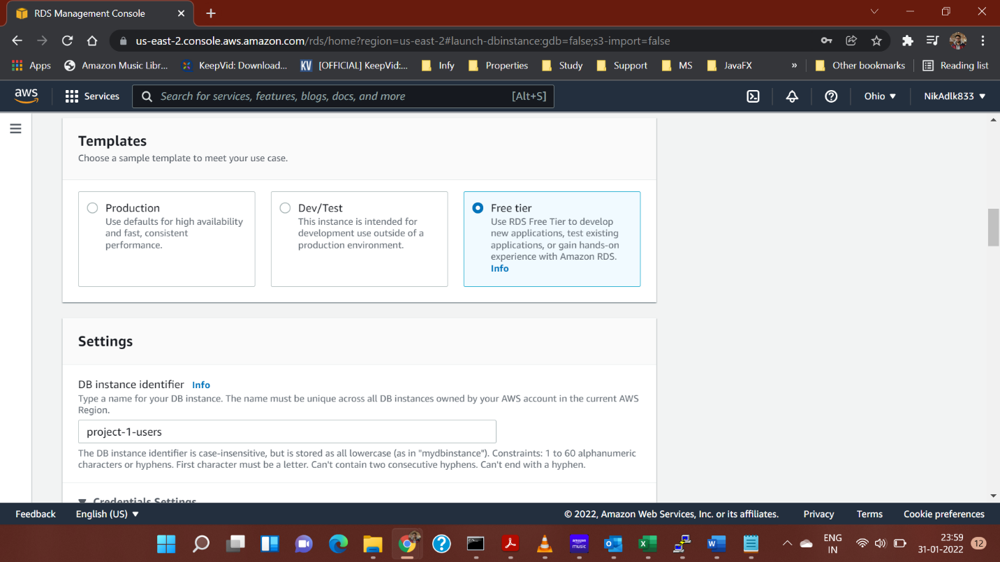 RDS Management Console
us-east-2.console.aws.amazon.com/rds/home?region=us-east-2#launch-dbinstance:gdb=false;s3-import=false
Apps
Amazon Music Libr...
KeepVid: Download...
KV
[OFFICIAL] KeepVid:...
Infy
Properties
Study
Support
MS
JavaFX
»
Other bookmarks
Reading list
aws
Services
Search for services, features, blogs, docs, and more
[Alt+S]
Ohio
NikAdlk833
Templates
Choose a sample template to meet your use case.
Production
Use defaults for high availability
and fast, consistent
performance.
Dev/Test
This instance is intended for
development use outside of a
production environment.
Free tier
Use RDS Free Tier to develop
new applications, test existing
applications, or gain hands-on
experience with Amazon RDS.
Info
Settings
DB instance identifier Info
Type a name for your DB instance. The name must be unique across all DB instances owned by your AWS account in the current AWS
Region.
project-1-users
The DB instance identifier is case-insensitive, but is stored as all lowercase (as in "mydbinstance"). Constraints: 1 to 60 alphanumeric
characters or hyphens. First character must be a letter. Can't contain two consecutive hyphens. Can't end with a hyphen.
Credentials Settings
Feedback
English (US)
© 2022, Amazon Web Services, Inc. or its affiliates.
Privacy
Terms
Cookie preferences
amazon
music
ENG
IN
23:59
31-01-2022
12